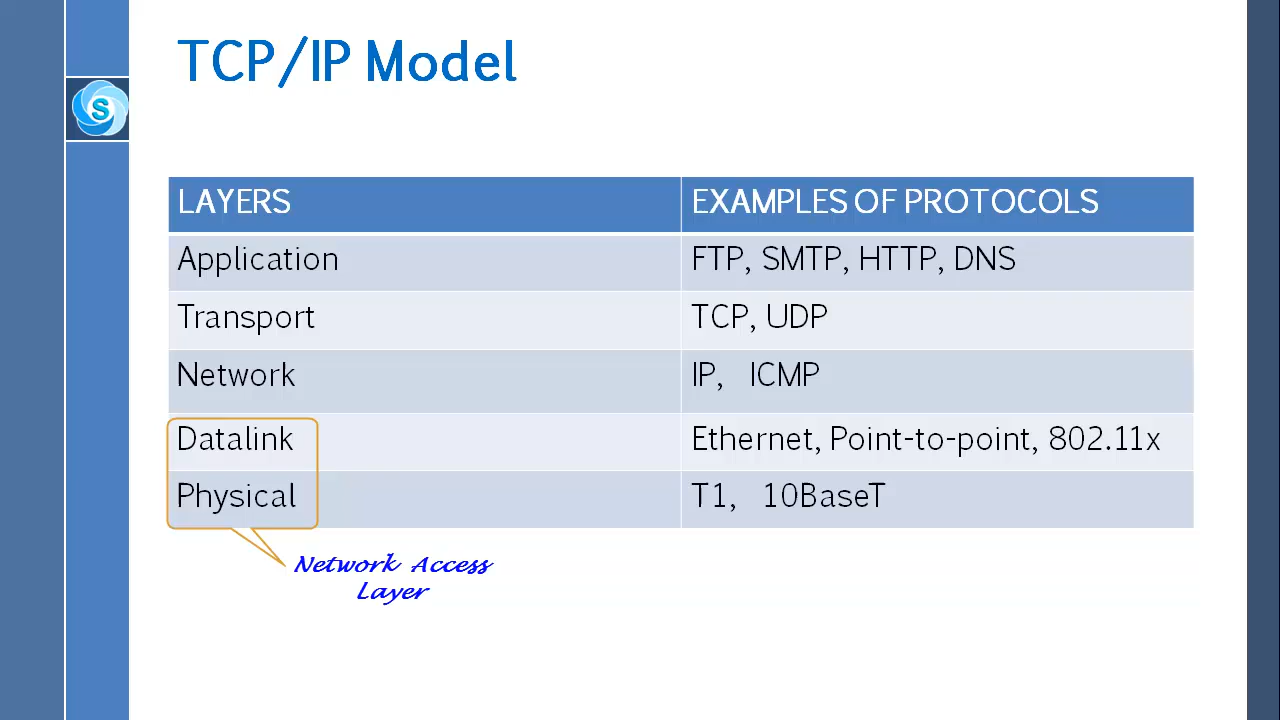 TCP/IP Model
S
LAYERS EXAMPLES OF PROTOCOLS
Application FTP, SMTP, HTTP, DNS
Transport TCP, UDP
Network IP, ICMP
Datalink Ethernet, Point-to-point, 802.11x
Physical T1, 10BaseT
Network Access
Layer